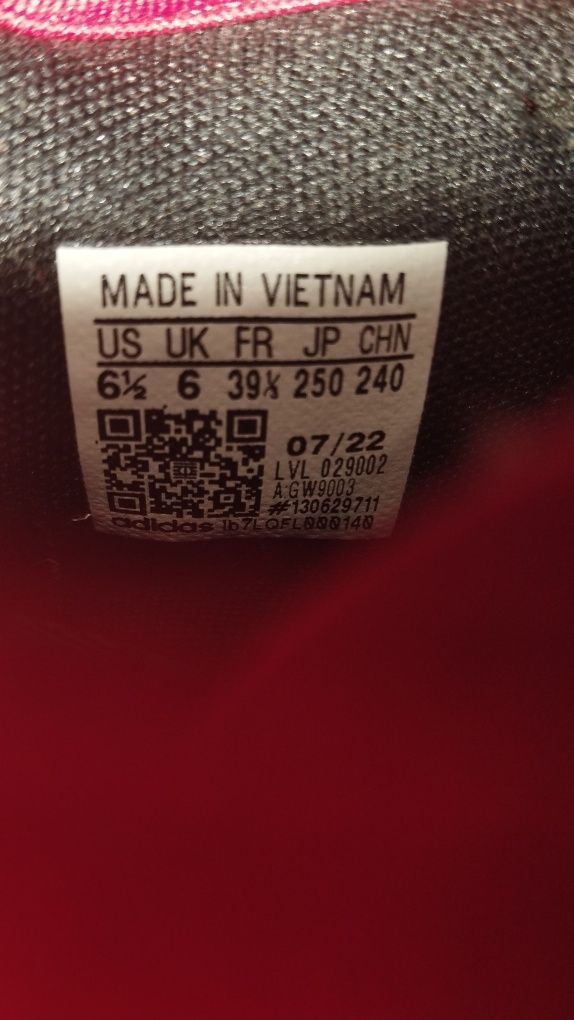 MADE IN VIETNAM
US UK FR JP CHN
6½ 6 39⅓ 250 240
07/22
LVL 029002
A:GW9003
#130629711
adidas 1b7LQFL000140